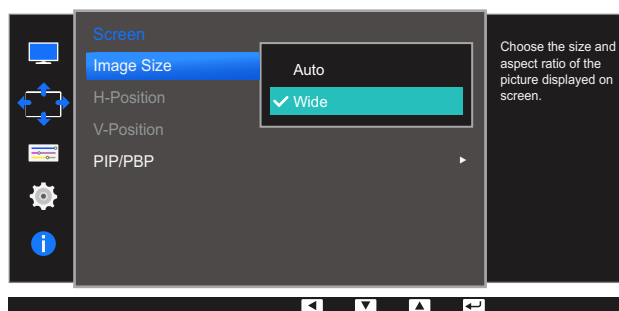 Screen
Image Size
Auto
Wide
H-Position
V-Position
PIP/PBP
Choose the size and
aspect ratio of the
picture displayed on
screen.